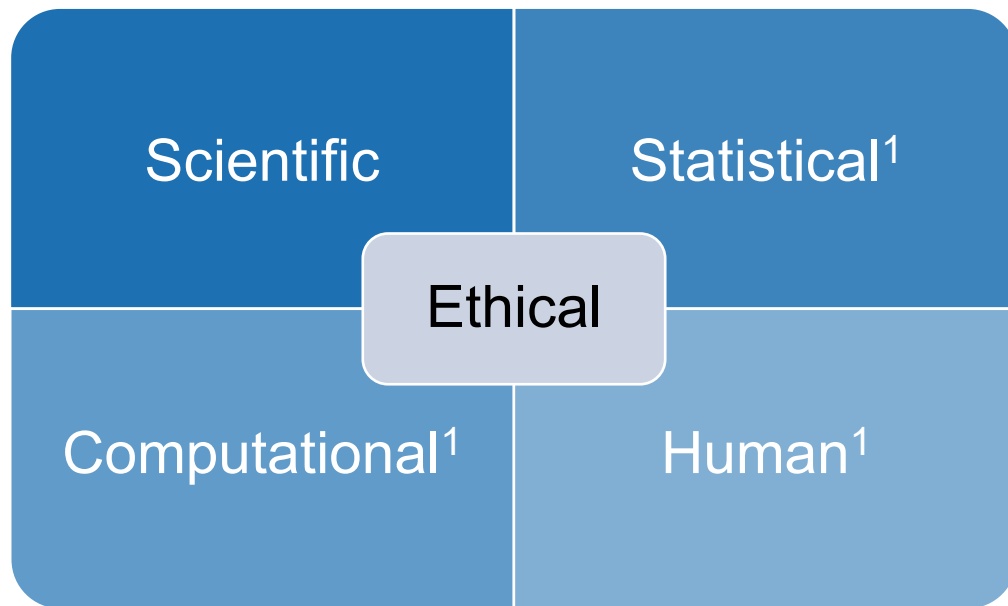 Scientific
Statistical¹
Ethical
Computational¹
Human¹